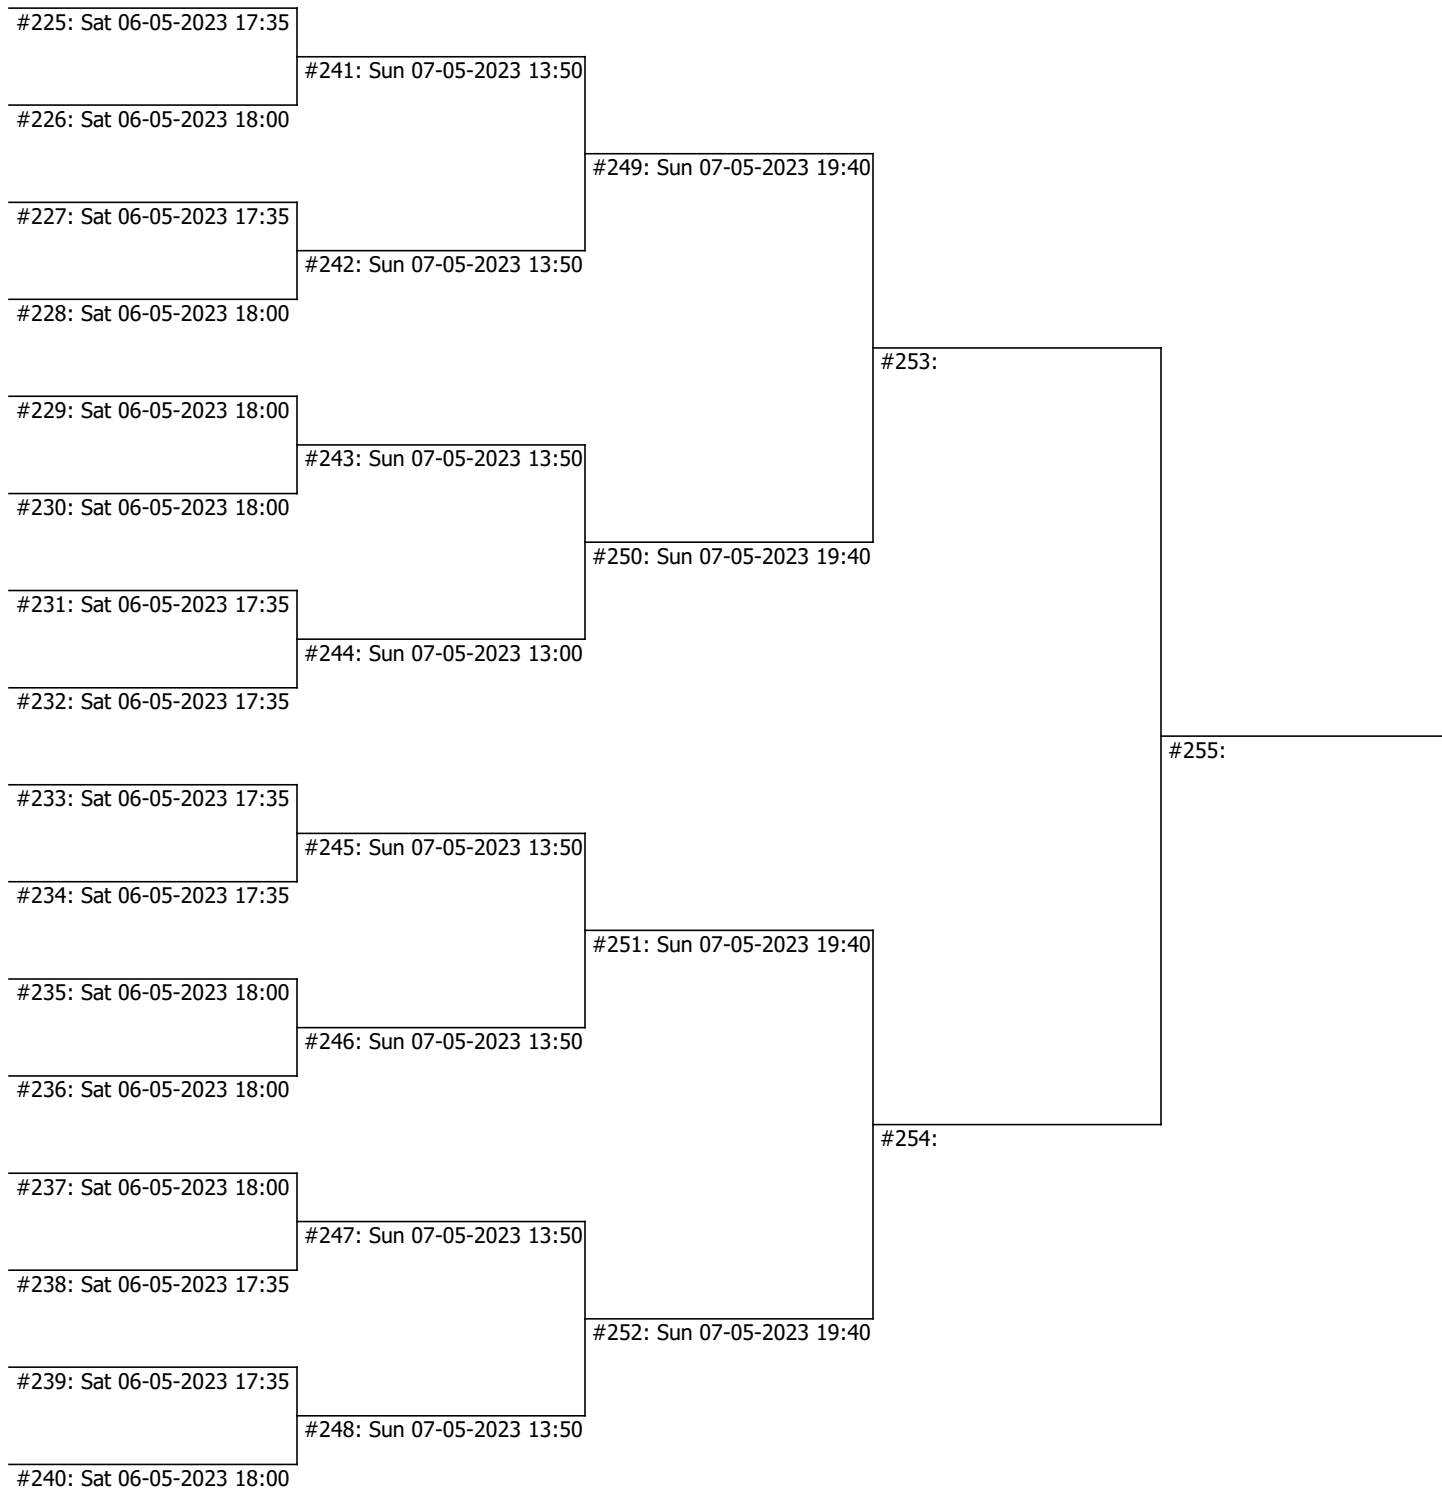 #225: Sat 06-05-2023 17:35
#241: Sun 07-05-2023 13:50
#226: Sat 06-05-2023 18:00
#249: Sun 07-05-2023 19:40
#227: Sat 06-05-2023 17:35
#242: Sun 07-05-2023 13:50
#228: Sat 06-05-2023 18:00
#253:
#229: Sat 06-05-2023 18:00
#243: Sun 07-05-2023 13:50
#230: Sat 06-05-2023 18:00
#250: Sun 07-05-2023 19:40
#231: Sat 06-05-2023 17:35
#244: Sun 07-05-2023 13:00
#232: Sat 06-05-2023 17:35
#255:
#233: Sat 06-05-2023 17:35
#245: Sun 07-05-2023 13:50
#234: Sat 06-05-2023 17:35
#251: Sun 07-05-2023 19:40
#235: Sat 06-05-2023 18:00
#246: Sun 07-05-2023 13:50
#236: Sat 06-05-2023 18:00
#254:
#237: Sat 06-05-2023 18:00
#247: Sun 07-05-2023 13:50
#238: Sat 06-05-2023 17:35
#252: Sun 07-05-2023 19:40
#239: Sat 06-05-2023 17:35
#248: Sun 07-05-2023 13:50
#240: Sat 06-05-2023 18:00